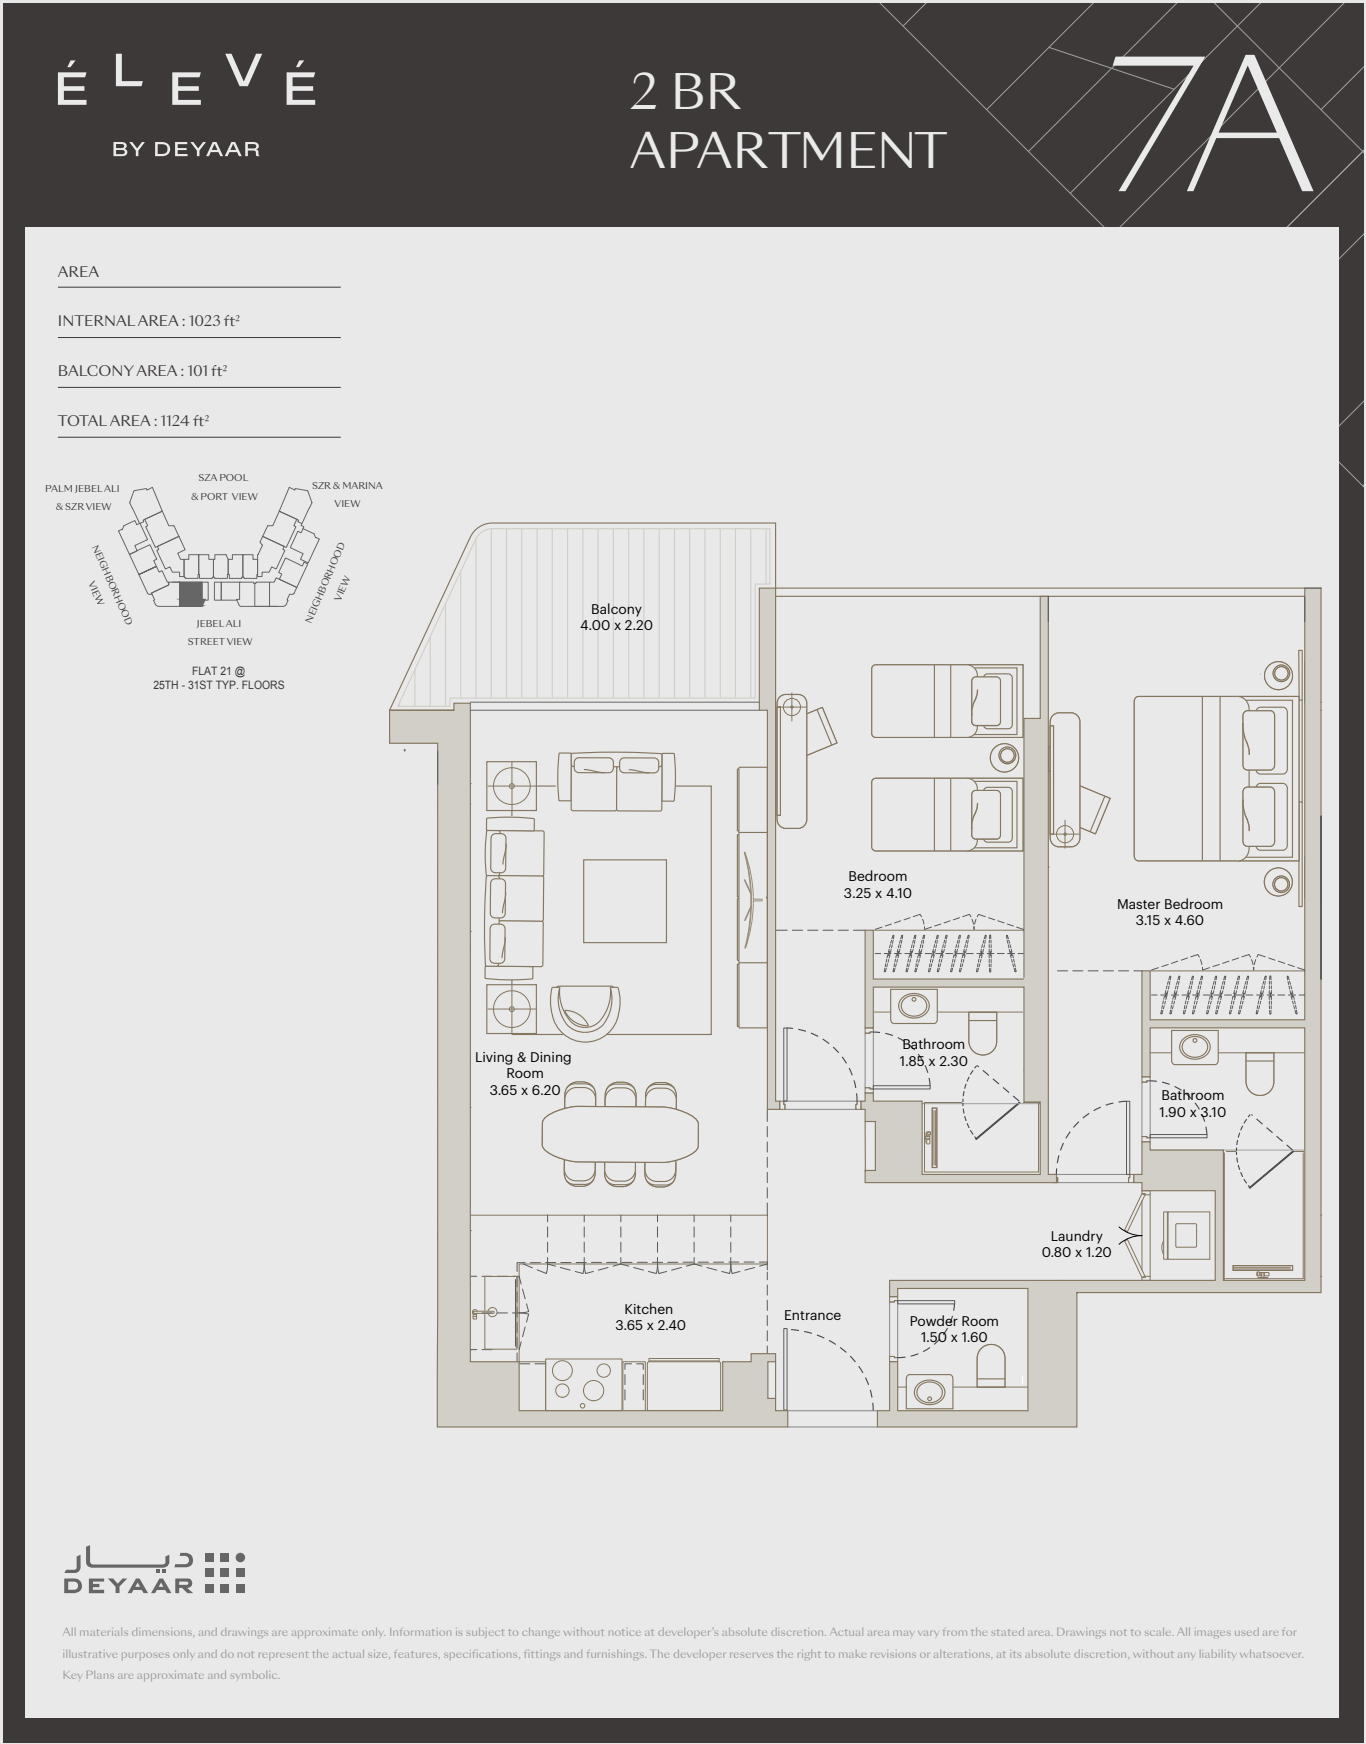 ÉLEVÉ
BY DEYAAR
2 BR
APARTMENT
7A
AREA
INTERNAL AREA : 1023 ft²
BALCONY AREA : 101 ft²
TOTAL AREA : 1124 ft²
SZA POOL
& PORT VIEW
PALM JEBEL ALI
& SZR VIEW
SZR & MARINA
VIEW
NEIGHBORHOOD
VIEW
NEIGHBORHOOD
VIEW
JEBEL ALI
STREET VIEW
FLAT 21 @
25TH - 31ST TYP. FLOORS
Balcony
4.00 x 2.20
Bedroom
3.25 x 4.10
Master Bedroom
3.15 x 4.60
Living & Dining
Room
3.65 x 6.20
Bathroom
1.85 x 2.30
Bathroom
1.90 x 3.10
Laundry
0.80 x 1.20
Kitchen
3.65 x 2.40
Entrance
Powder Room
1.50 x 1.60
ديار
DEYAAR
All materials dimensions, and drawings are approximate only. Information is subject to change without notice at developer's absolute discretion. Actual area may vary from the stated area. Drawings not to scale. All images used are for
illustrative purposes only and do not represent the actual size, features, specifications, fittings and furnishings. The developer reserves the right to make revisions or alterations, at its absolute discretion, without any liability whatsoever.
Key Plans are approximate and symbolic.